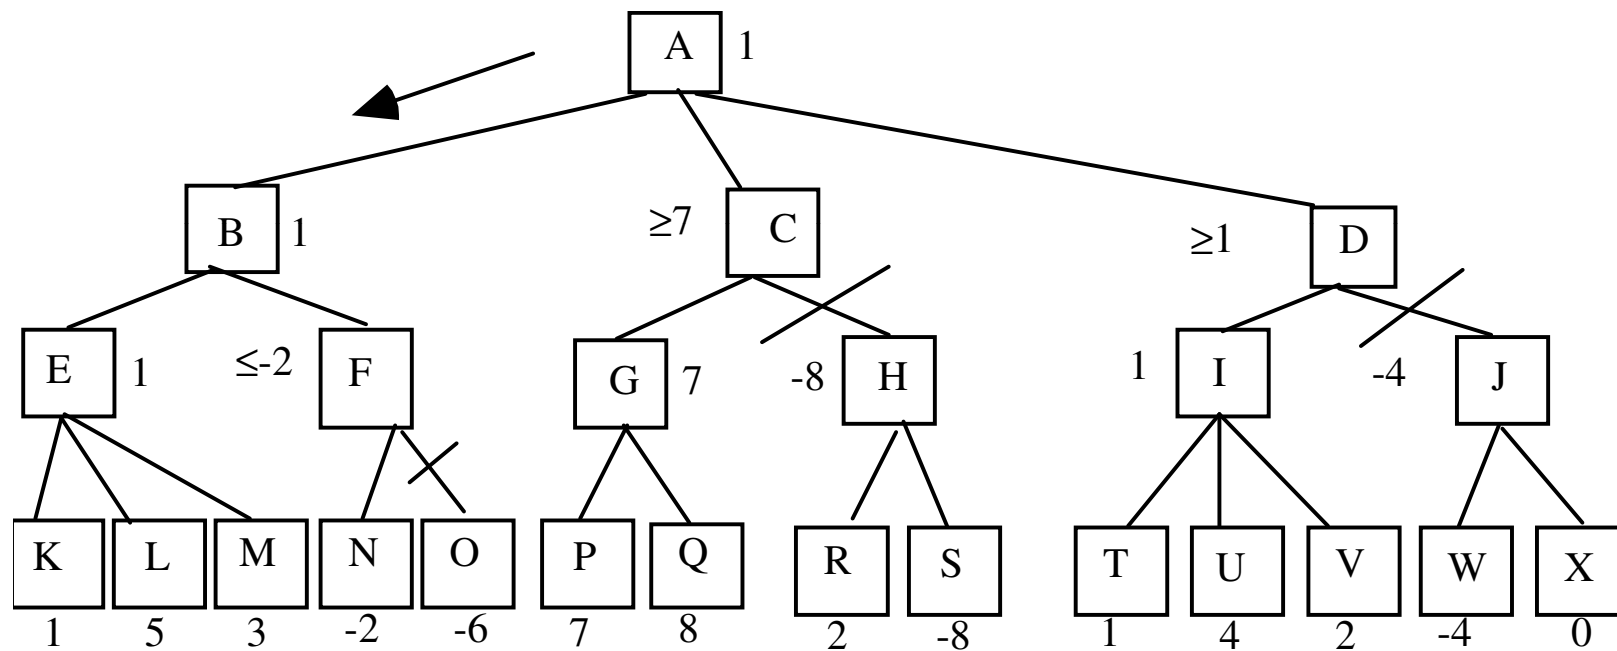 A 1
B 1 ≥7 C ≥1 D
E 1 ≤-2 F G 7 -8 H 1 I -4 J
K L M N O P Q R S T U V W X
1 5 3 -2 -6 7 8 2 -8 1 4 2 -4 0